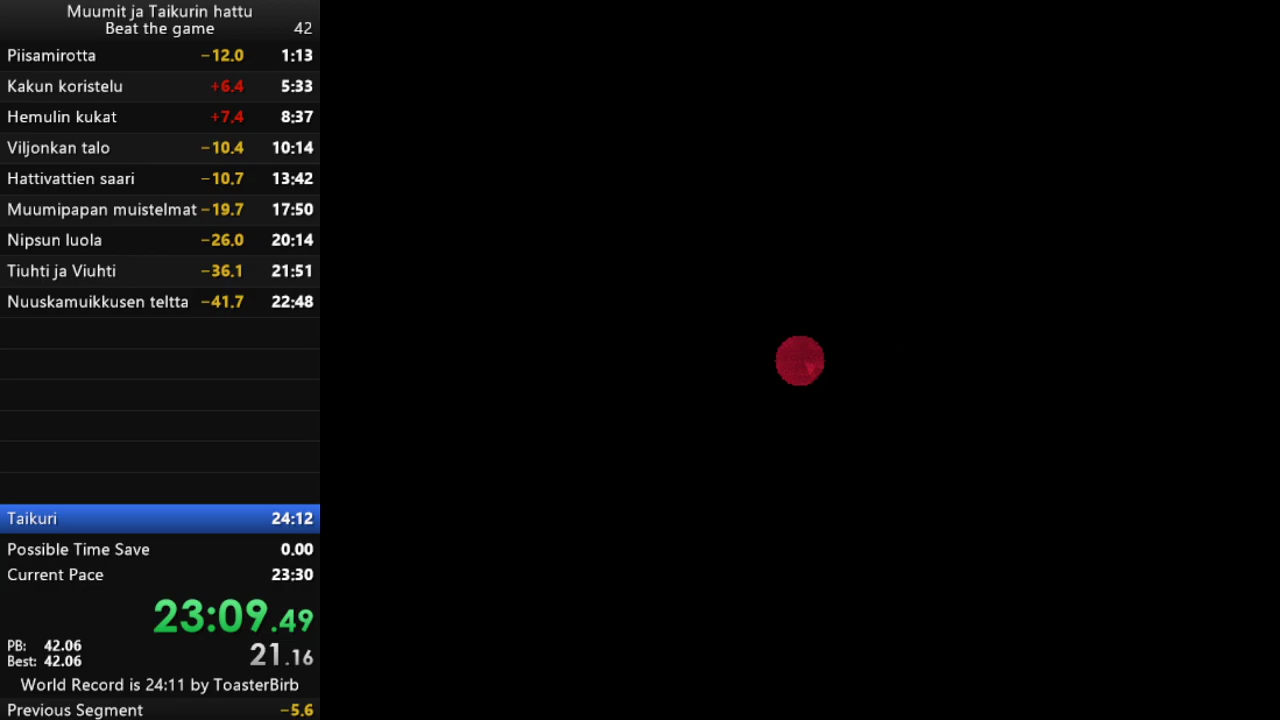 Muumit ja Taikurin hattu
Beat the game 42
Piisamirotta −12.0 1:13
Kakun koristelu +6.4 5:33
Hemulin kukat +7.4 8:37
Viljonkan talo −10.4 10:14
Hattivattien saari −10.7 13:42
Muumipapan muistelmat −19.7 17:50
Nipsun luola −26.0 20:14
Tiuhti ja Viuhti −36.1 21:51
Nuuskamuikkusen teltta −41.7 22:48
Taikuri 24:12
Possible Time Save 0.00
Current Pace 23:30
23:09.49
PB: 42.06
Best: 42.06
21.16
World Record is 24:11 by ToasterBirb
Previous Segment −5.6